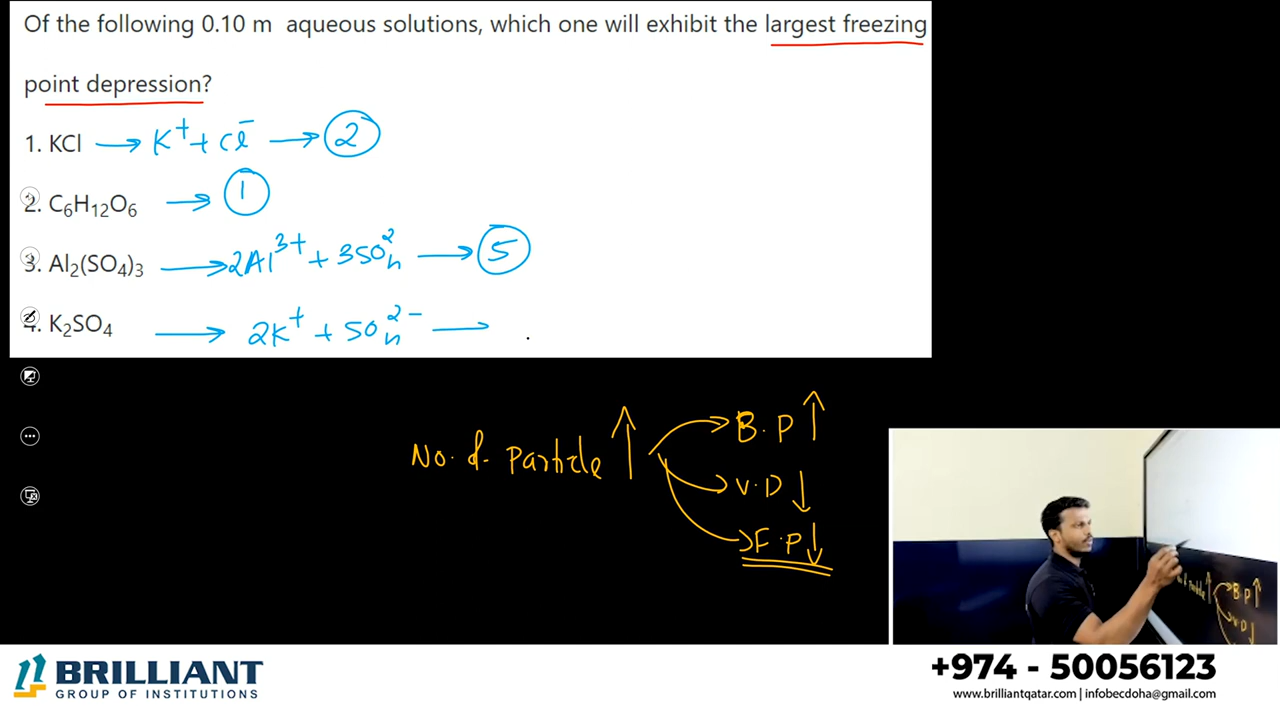 Of the following 0.10 m aqueous solutions, which one will exhibit the largest freezing
point depression?
1. KCl → K⁺ + Cl⁻ → 2
2. C₆H₁₂O₆ → 1
3. Al₂(SO₄)₃ → 2Al³⁺ + 3SO₄² → 5
4. K₂SO₄ → 2K⁺ + SO₄²⁻ →
No. of. Particle ↑
B.P ↑
V.P ↓
F.P ↓
BRILLIANT
GROUP OF INSTITUTIONS
+974 - 50056123
www.brilliantqatar.com | infobecdoha@gmail.com